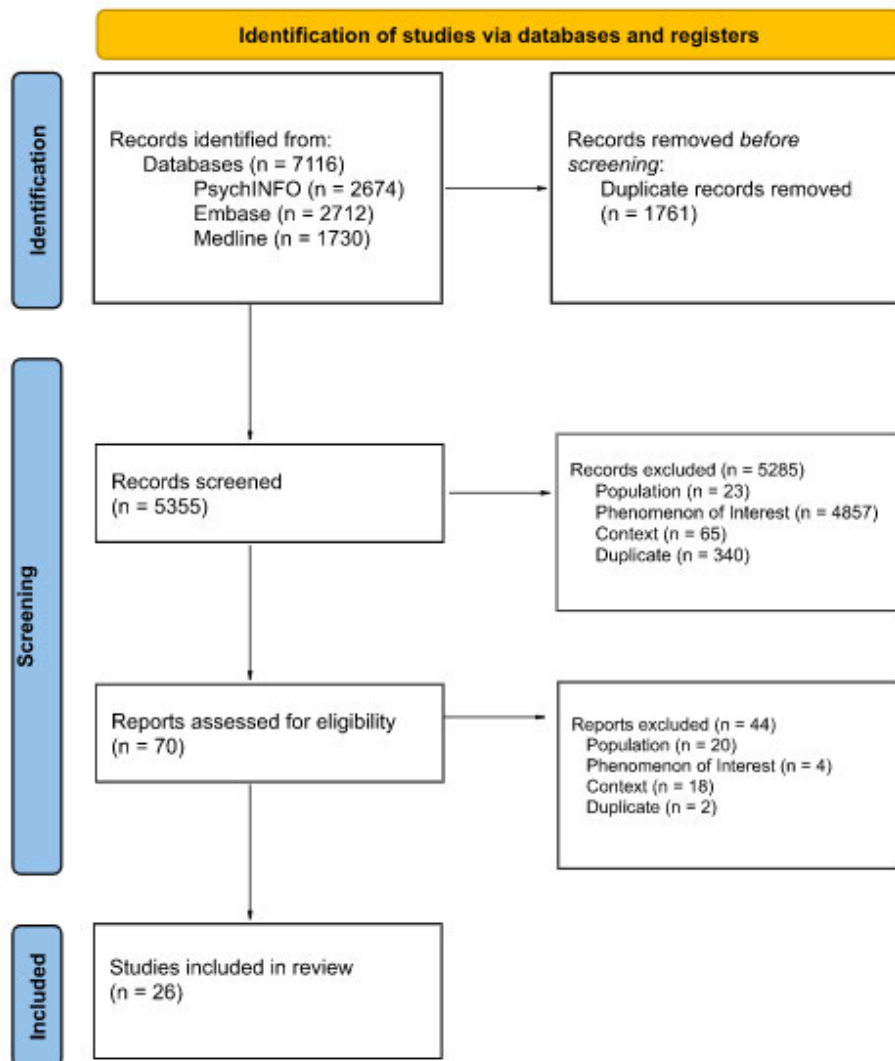 Identification of studies via databases and registers
Identification
Records identified from:
Databases (n = 7116)
PsychINFO (n = 2674)
Embase (n = 2712)
Medline (n = 1730)
Records removed before
screening:
Duplicate records removed
(n = 1761)
Screening
Records screened
(n = 5355)
Records excluded (n = 5285)
Population (n = 23)
Phenomenon of Interest (n = 4857)
Context (n = 65)
Duplicate (n = 340)
Reports assessed for eligibility
(n = 70)
Reports excluded (n = 44)
Population (n = 20)
Phenomenon of Interest (n = 4)
Context (n = 18)
Duplicate (n = 2)
Included
Studies included in review
(n = 26)